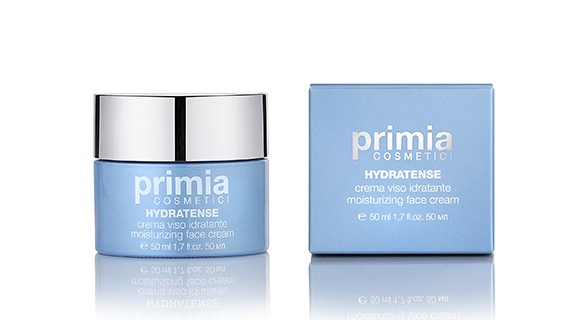 primia
COSMETICI
HYDRATENSE
crema viso idratante
moisturizing face cream
℮ 50 ml 1,7 fl.oz. 50 мл
primia
COSMETICI
HYDRATENSE
crema viso idratante
moisturizing face cream
℮ 50 ml 1,7 fl.oz. 50 мл